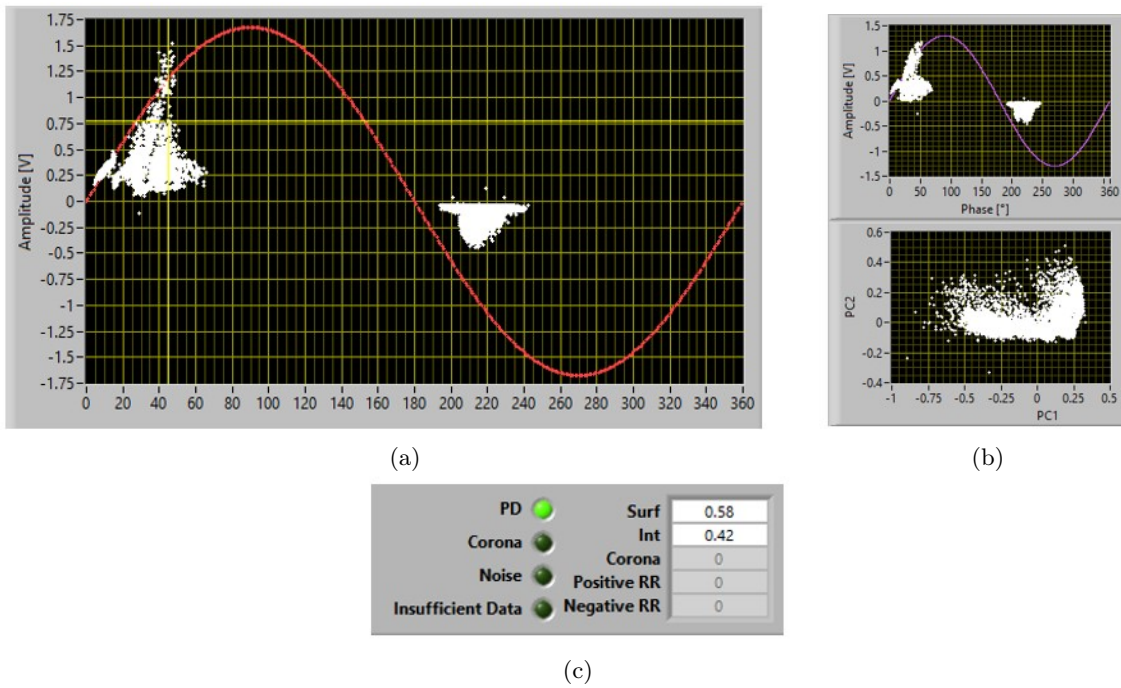 1.75
1.5
1.25
1
0.75
0.5
0.25
0
-0.25
-0.5
-0.75
-1
-1.25
-1.5
-1.75
Amplitude [V]
0 20 40 60 80 100 120 140 160 180 200 220 240 260 280 300 320 340 360
(a)
1.5
1
0.5
0
-0.5
-1
-1.5
Amplitude [V]
0 50 100 150 200 250 300 360
Phase [°]
0.6
0.4
0.2
0
-0.2
-0.4
PC2
-1 -0.75 -0.5 -0.25 0 0.25 0.5
PC1
(b)
PD Surf 0.58
Int 0.42
Corona Corona 0
Noise Positive RR 0
Insufficient Data Negative RR 0
(c)